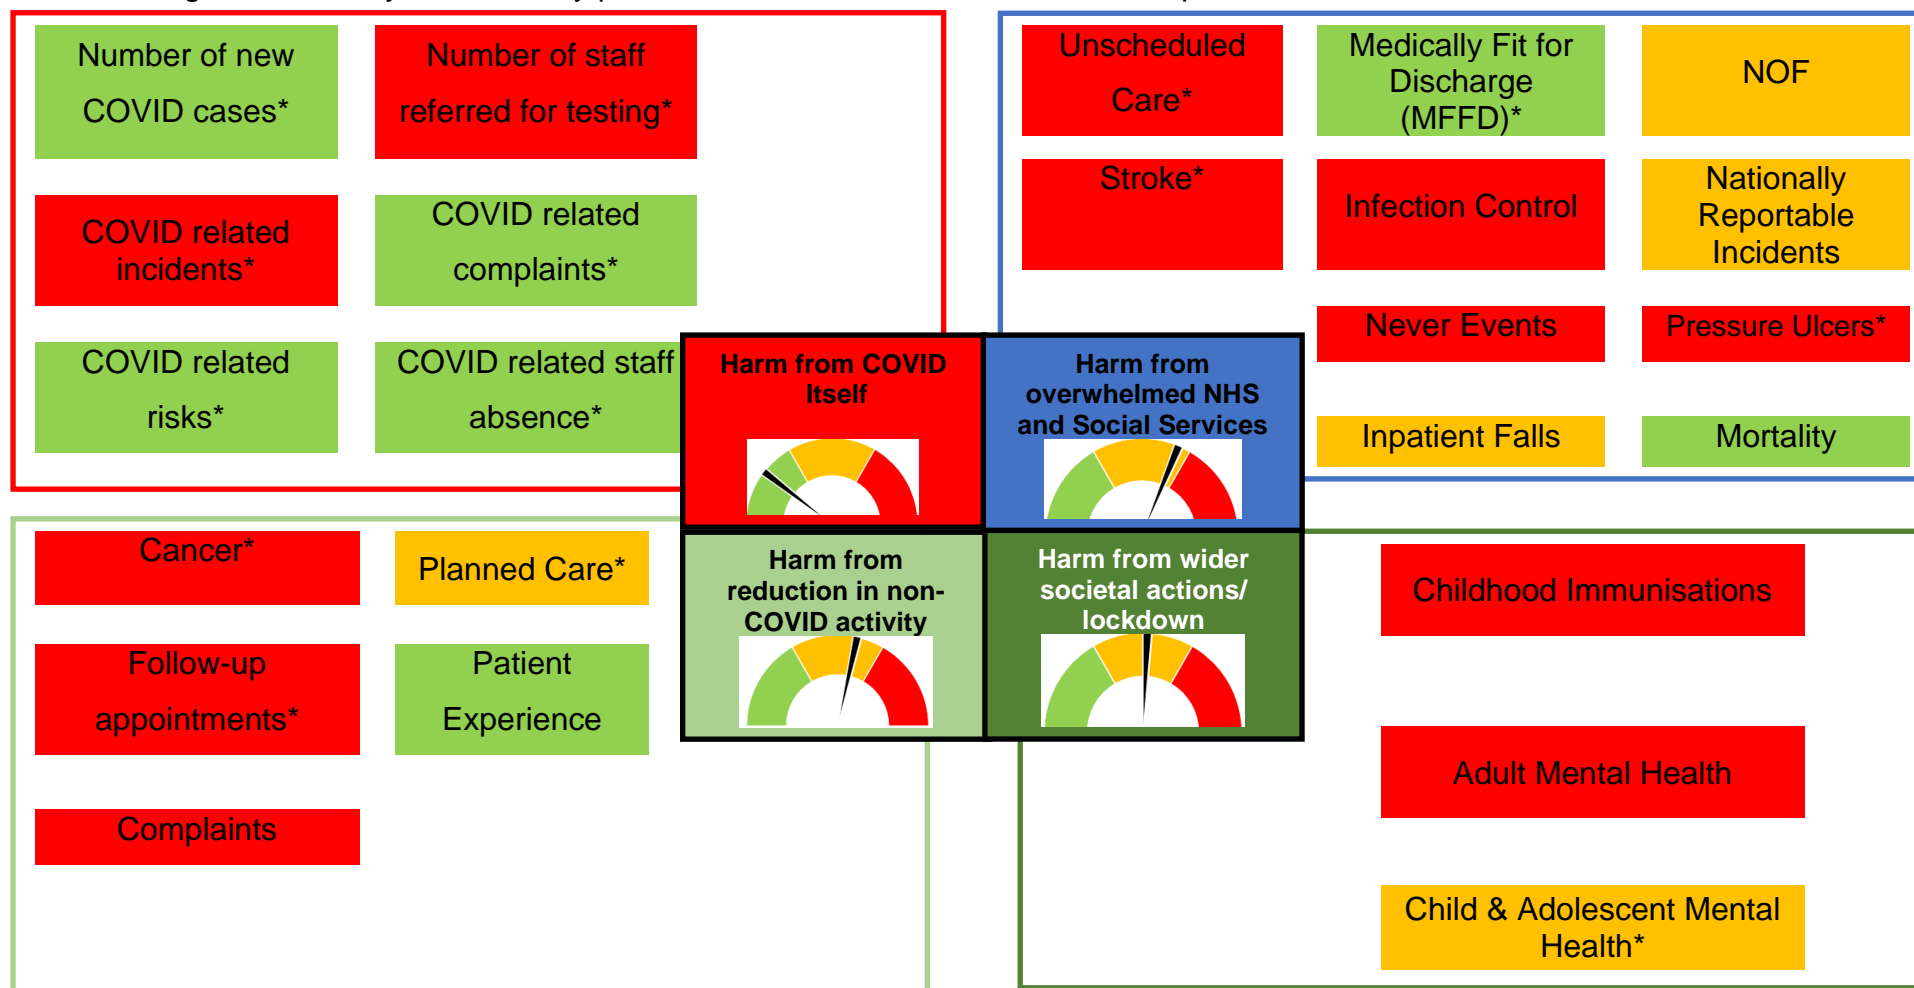 Number of new
COVID cases*
Number of staff
referred for testing*
COVID related
incidents*
COVID related
complaints*
COVID related
risks*
COVID related staff
absence*
Unscheduled
Care*
Medically Fit for
Discharge
(MFFD)*
NOF
Stroke*
Infection Control
Nationally
Reportable
Incidents
Never Events
Pressure Ulcers*
Inpatient Falls
Mortality
Harm from COVID
Itself
Harm from
overwhelmed NHS
and Social Services
Harm from
reduction in non-
COVID activity
Harm from wider
societal actions/
lockdown
Cancer*
Planned Care*
Follow-up
appointments*
Patient
Experience
Complaints
Childhood Immunisations
Adult Mental Health
Child & Adolescent Mental
Health*